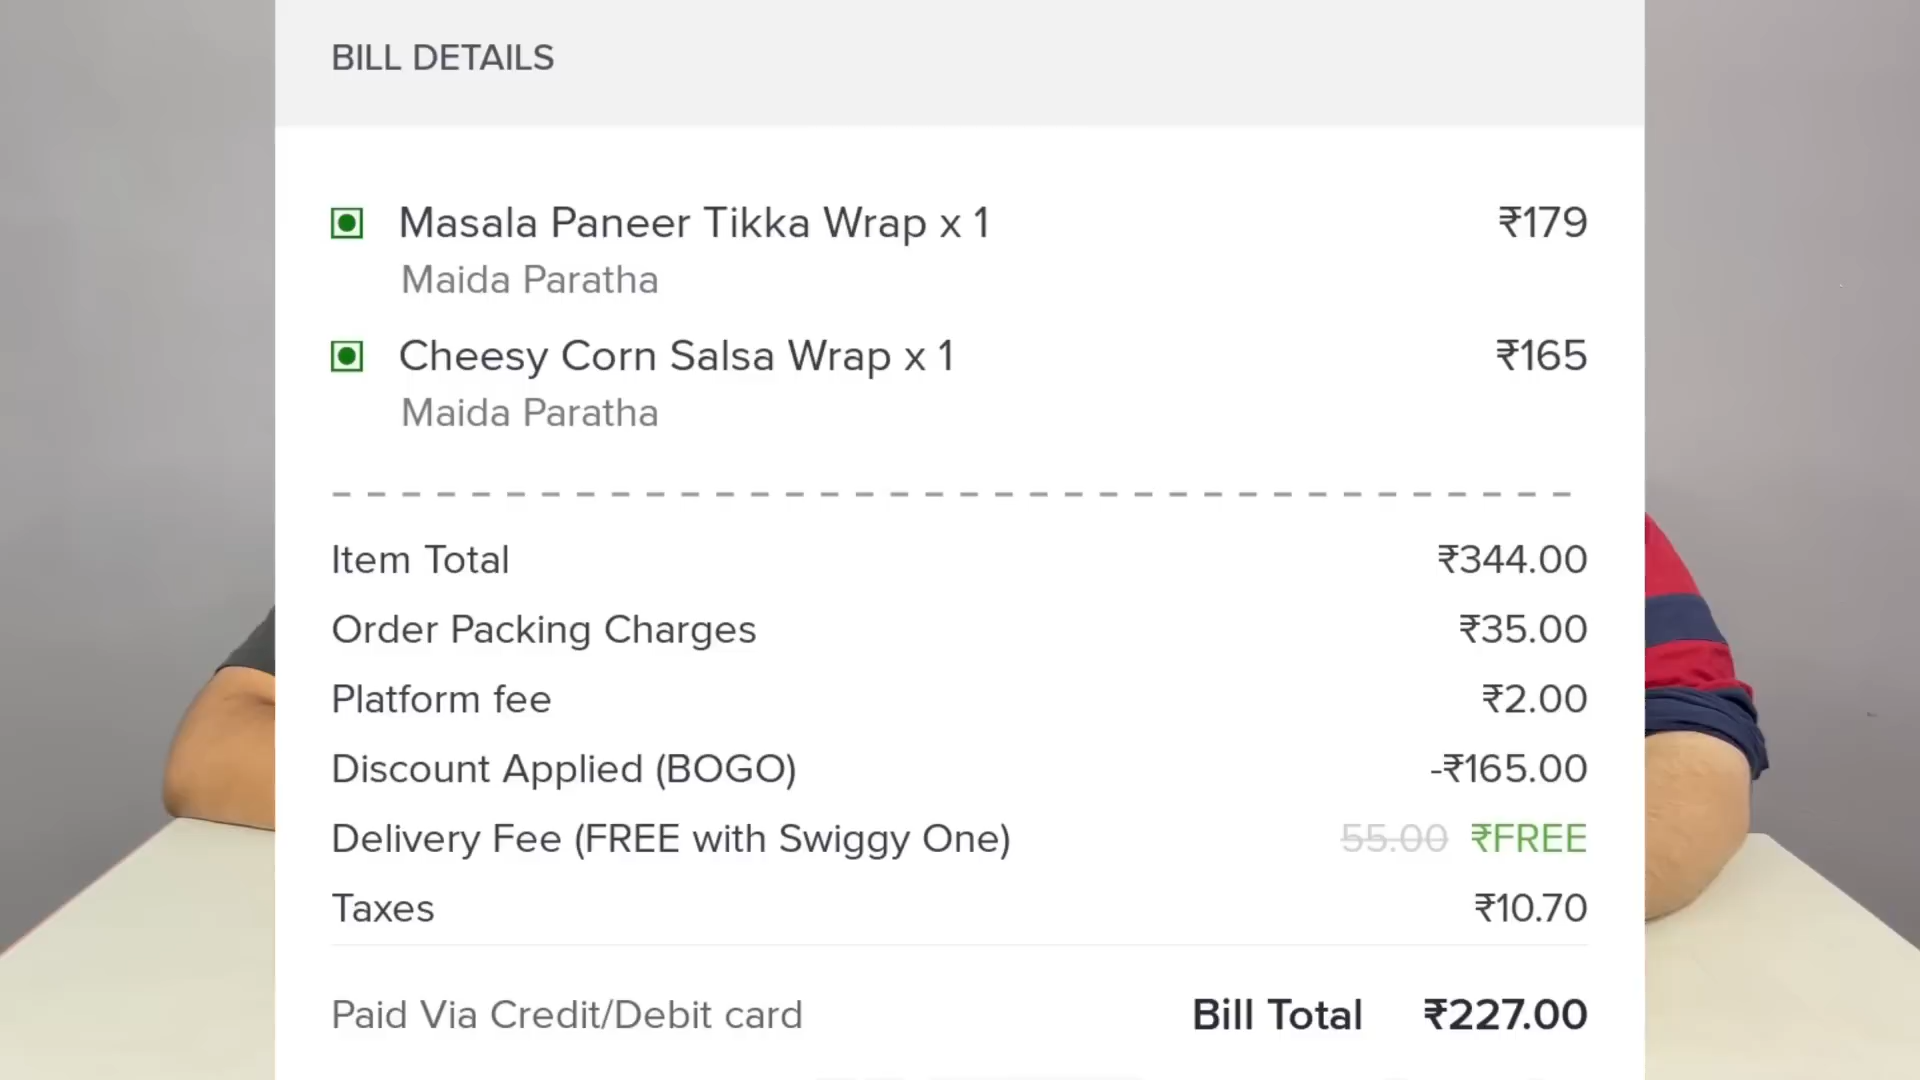 BILL DETAILS
Masala Paneer Tikka Wrap x 1 ₹179
Maida Paratha
Cheesy Corn Salsa Wrap x 1 ₹165
Maida Paratha
Item Total ₹344.00
Order Packing Charges ₹35.00
Platform fee ₹2.00
Discount Applied (BOGO) -₹165.00
Delivery Fee (FREE with Swiggy One) 55.00 ₹FREE
Taxes ₹10.70
Paid Via Credit/Debit card Bill Total ₹227.00